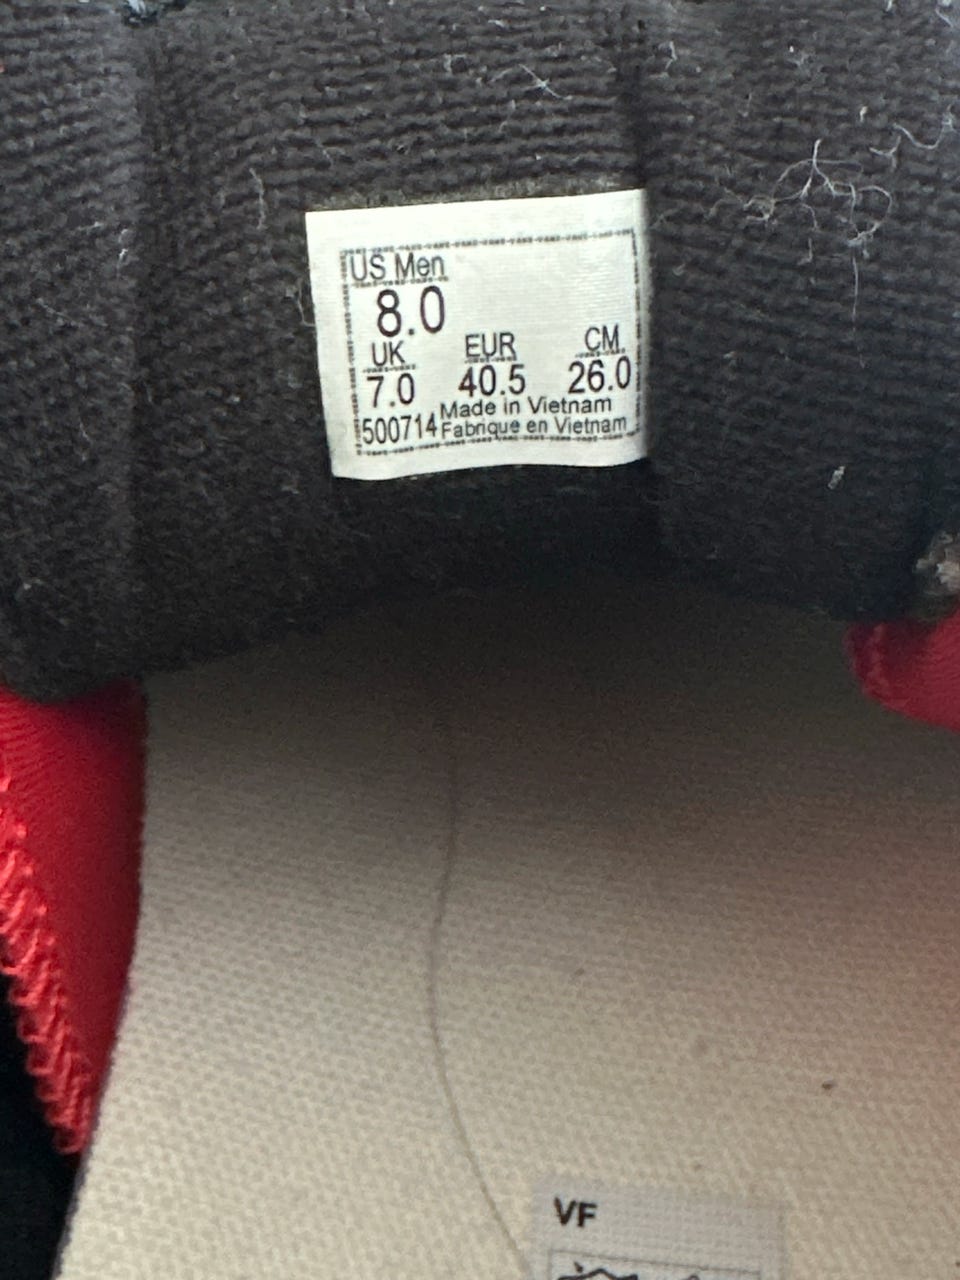 US Men
8.0
UK EUR CM
7.0 40.5 26.0
500714 Made in Vietnam
Fabrique en Vietnam
VF